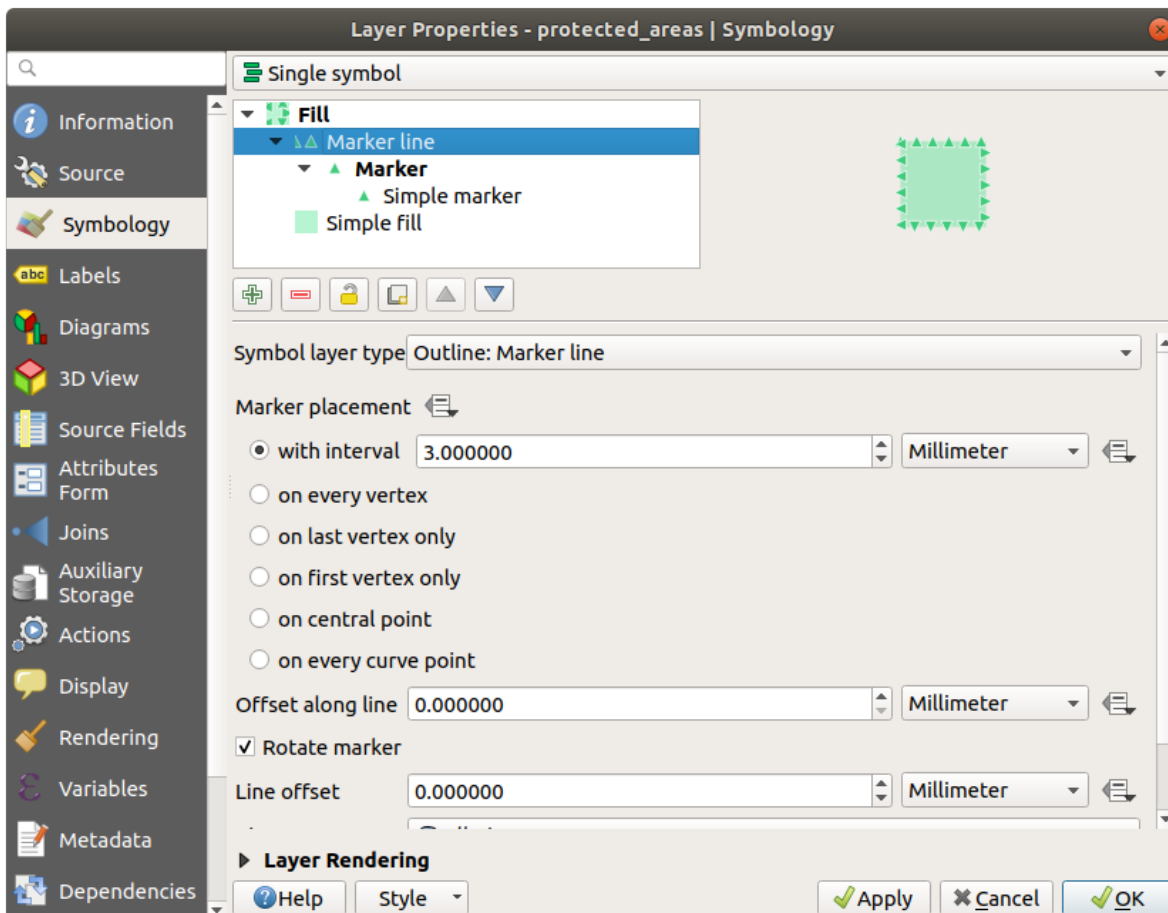 Layer Properties - protected_areas | Symbology
Single symbol
Information
Source
Symbology
Labels
Diagrams
3D View
Source Fields
Attributes
Form
Joins
Auxiliary
Storage
Actions
Display
Rendering
Variables
Metadata
Dependencies
abc
Fill
Marker line
Marker
Simple marker
Simple fill
Symbol layer type Outline: Marker line
Marker placement
with interval 3.000000 Millimeter
on every vertex
on last vertex only
on first vertex only
on central point
on every curve point
Offset along line 0.000000 Millimeter
Rotate marker
Line offset 0.000000 Millimeter
Layer Rendering
Help Style Apply Cancel OK